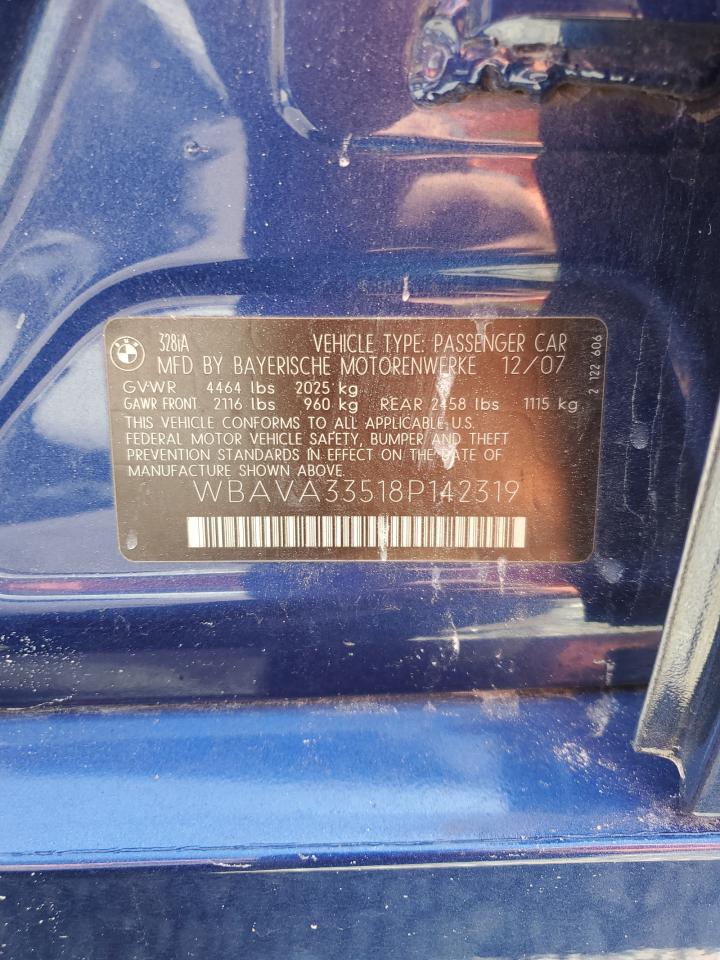 BMW
328iA VEHICLE TYPE: PASSENGER CAR
MFD BY BAYERISCHE MOTORENWERKE 12/07
GVWR 4464 lbs 2025 kg
GAWR FRONT 2116 lbs 960 kg REAR 2458 lbs 1115 kg
THIS VEHICLE CONFORMS TO ALL APPLICABLE U.S.
FEDERAL MOTOR VEHICLE SAFETY, BUMPER AND THEFT
PREVENTION STANDARDS IN EFFECT ON THE DATE OF
MANUFACTURE SHOWN ABOVE.
WBAVA33518P142319
2 122 606